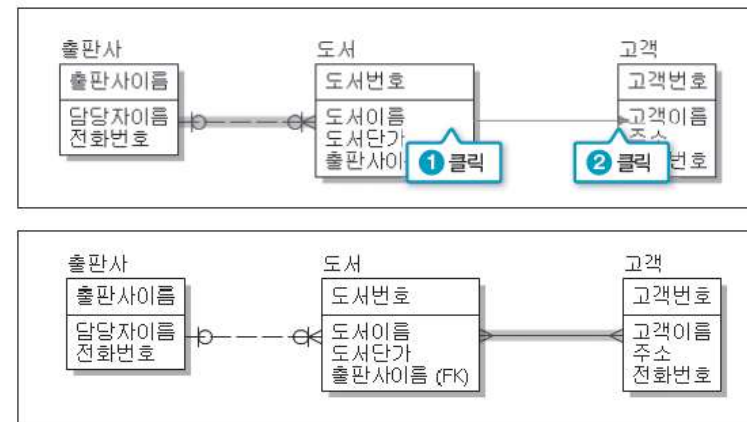 출판사
도서
고객
출판사이름
도서번호
고객번호
담당자이름
전화번호
도서이름
도서단가
출판사이
고객이름
주소
번호
1 클릭
2 클릭
출판사
도서
고객
출판사이름
도서번호
고객번호
담당자이름
전화번호
도서이름
도서단가
출판사이름 (FK)
고객이름
주소
전화번호